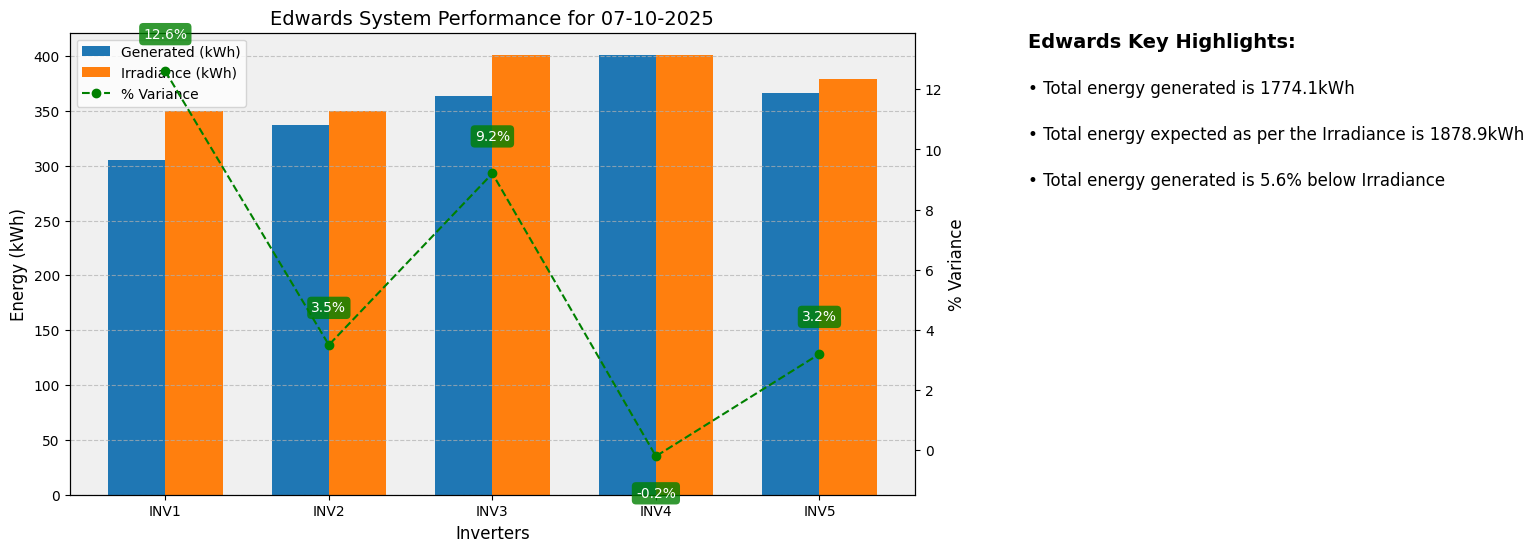 Edwards System Performance for 07-10-2025
12.6%
Generated (kWh)
Irradiance (kWh)
% Variance
9.2%
3.5%
3.2%
-0.2%
Energy (kWh)
400
350
300
250
200
150
100
50
0
% Variance
12
10
8
6
4
2
0
INV1 INV2 INV3 INV4 INV5
Inverters
Edwards Key Highlights:
• Total energy generated is 1774.1kWh
• Total energy expected as per the Irradiance is 1878.9kWh
• Total energy generated is 5.6% below Irradiance